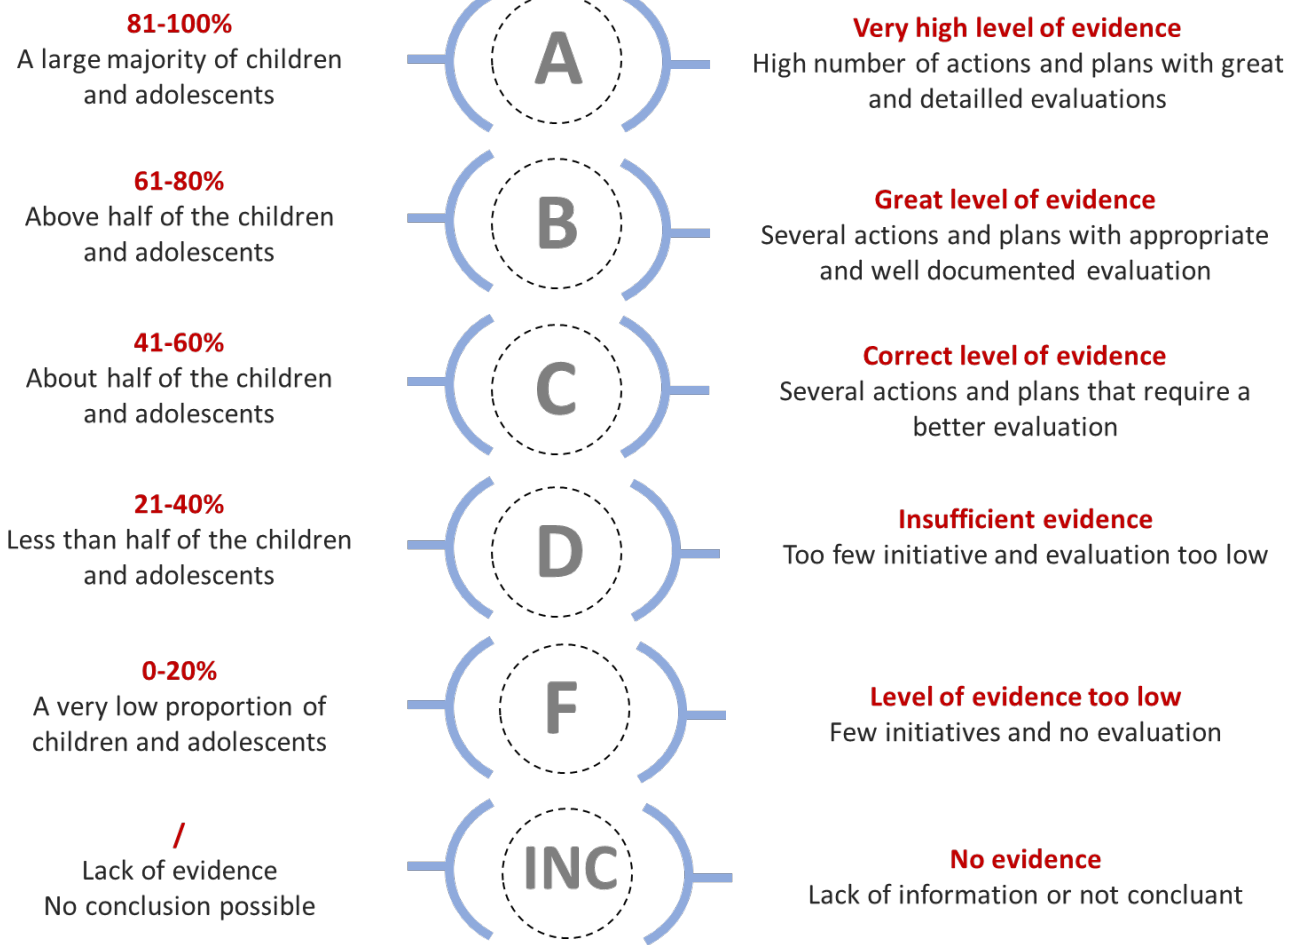 81-100%
A large majority of children
and adolescents
A
Very high level of evidence
High number of actions and plans with great
and detailled evaluations
61-80%
Above half of the children
and adolescents
B
Great level of evidence
Several actions and plans with appropriate
and well documented evaluation
41-60%
About half of the children
and adolescents
C
Correct level of evidence
Several actions and plans that require a
better evaluation
21-40%
Less than half of the children
and adolescents
D
Insufficient evidence
Too few initiative and evaluation too low
0-20%
A very low proportion of
children and adolescents
F
Level of evidence too low
Few initiatives and no evaluation
/
Lack of evidence
No conclusion possible
INC
No evidence
Lack of information or not concluant